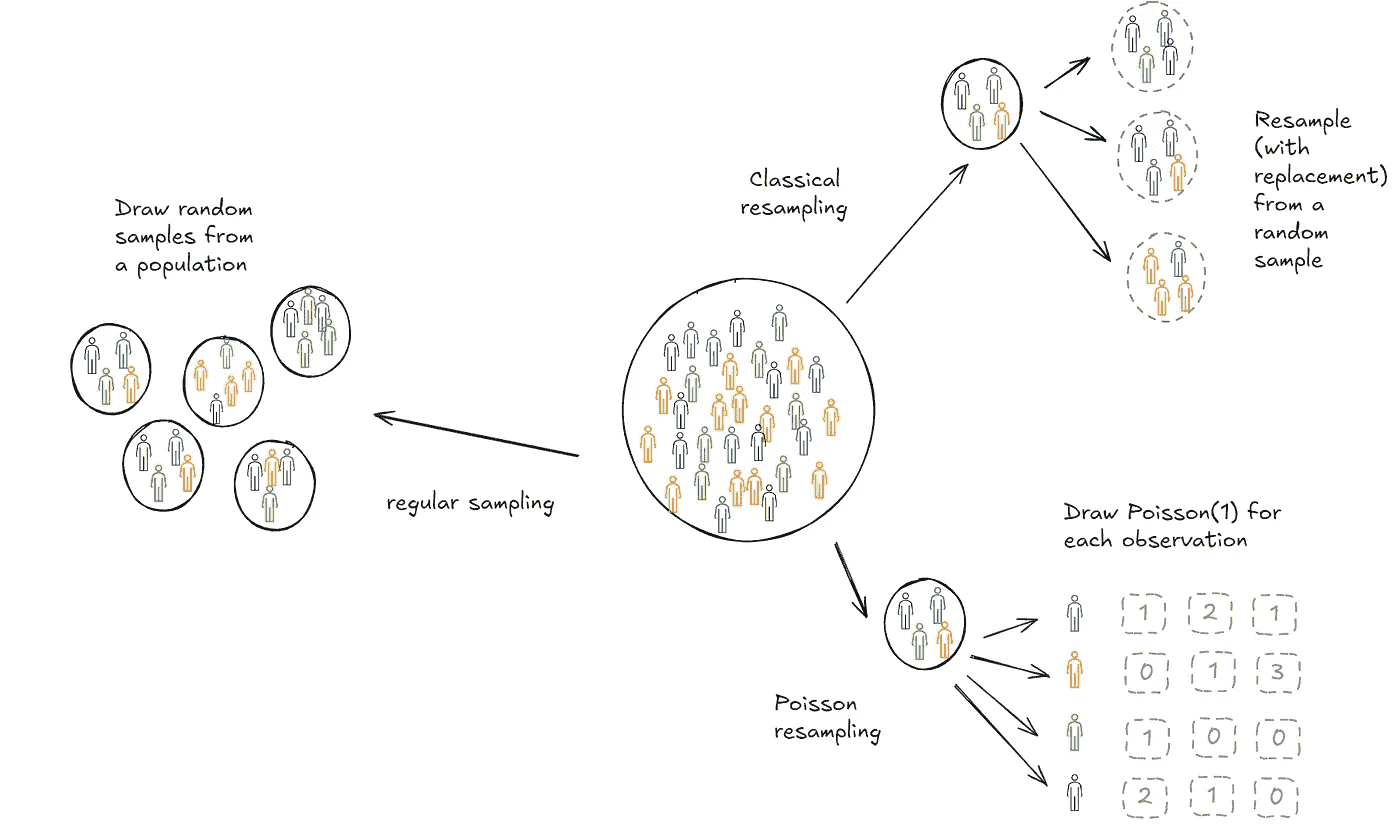 Draw random
samples from
a population
regular sampling
Classical
resampling
Resample
(with
replacement)
from a
random
sample
Poisson
resampling
Draw Poisson(1) for
each observation
1 2 1
0 1 3
1 0 0
2 1 0